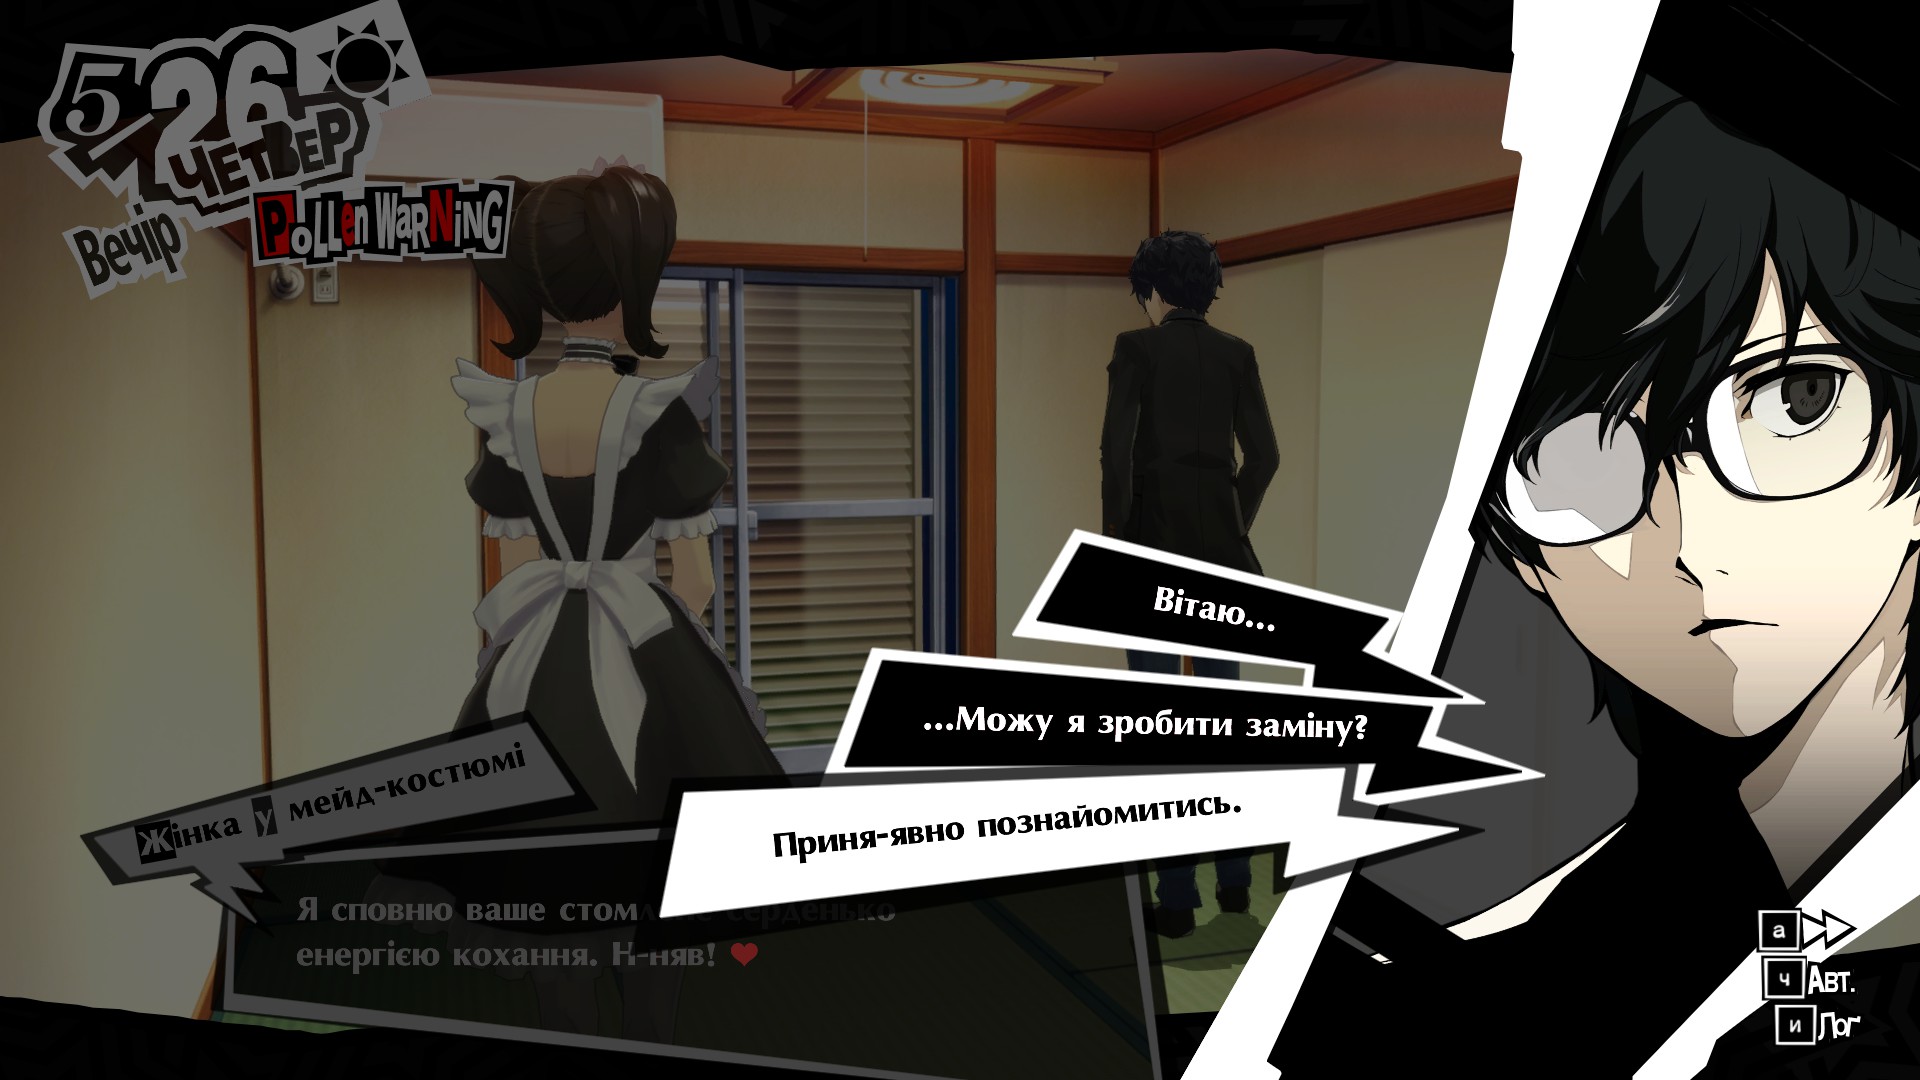 5 26
ЧЕТВЕР
Вечір
POLLEN WARNING
Вітаю...
...Можу я зробити заміну?
Приня-явно познайомитись.
Жінка у мейд-костюмі
Я сповню ваше серденько
енергією кохання. Н-няв! ❤
а
ч Авт.
и Лог